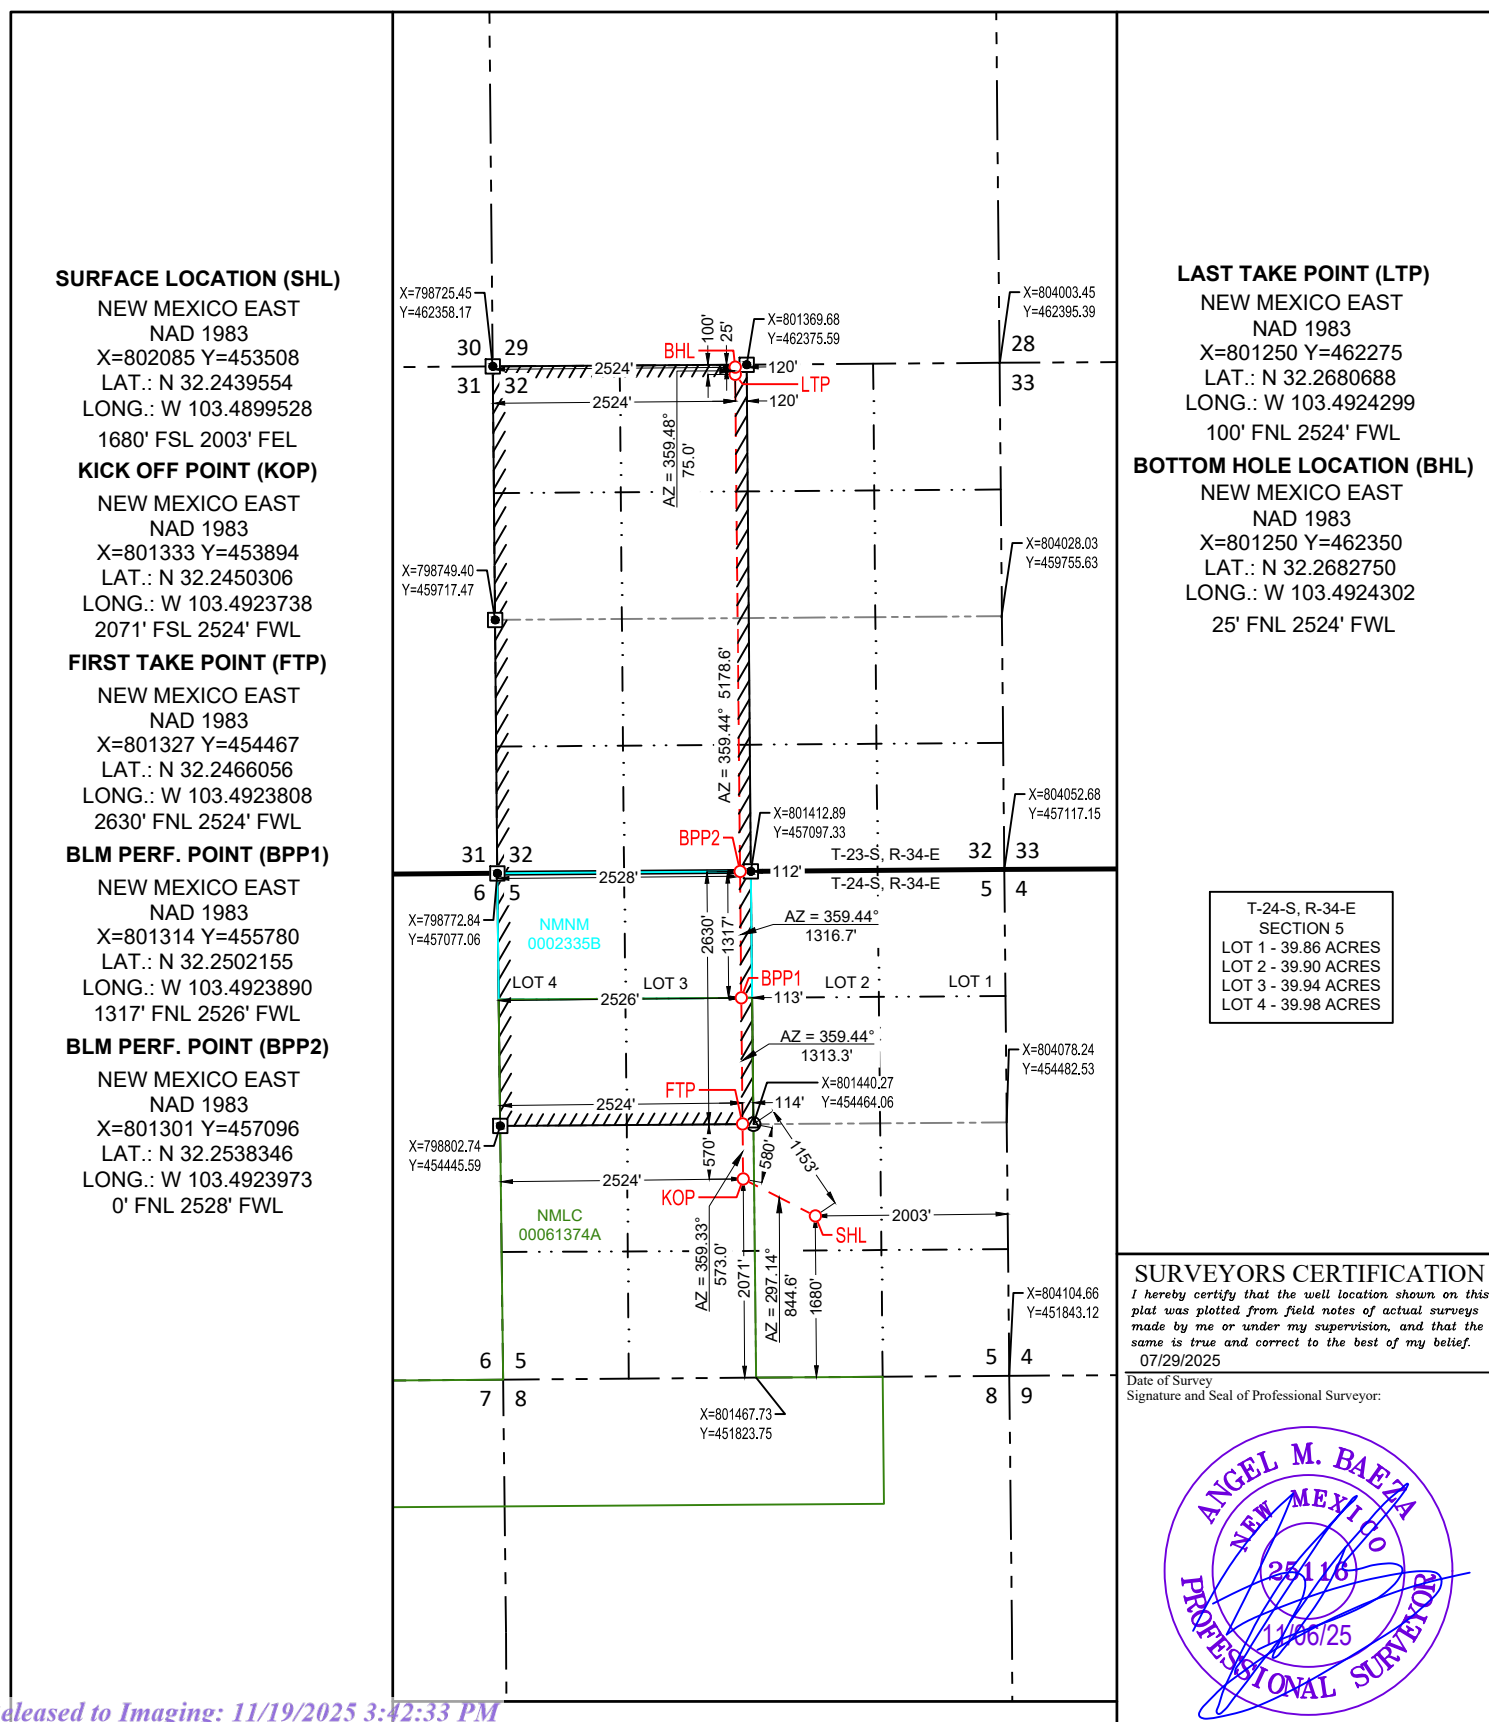 SURFACE LOCATION (SHL)
NEW MEXICO EAST
NAD 1983
X=802085 Y=453508
LAT.: N 32.2439554
LONG.: W 103.4899528
1680' FSL 2003' FEL
KICK OFF POINT (KOP)
NEW MEXICO EAST
NAD 1983
X=801333 Y=453894
LAT.: N 32.2450306
LONG.: W 103.4923738
2071' FSL 2524' FWL
FIRST TAKE POINT (FTP)
NEW MEXICO EAST
NAD 1983
X=801327 Y=454467
LAT.: N 32.2466056
LONG.: W 103.4923808
2630' FNL 2524' FWL
BLM PERF. POINT (BPP1)
NEW MEXICO EAST
NAD 1983
X=801314 Y=455780
LAT.: N 32.2502155
LONG.: W 103.4923890
1317' FNL 2526' FWL
BLM PERF. POINT (BPP2)
NEW MEXICO EAST
NAD 1983
X=801301 Y=457096
LAT.: N 32.2538346
LONG.: W 103.4923973
0' FNL 2528' FWL
X=798725.45
Y=462358.17
30 29
31 32
BHL
100'
25'
X=801369.68
Y=462375.59
2524'
120'
LTP
2524'
120'
X=804003.45
Y=462395.39
28
33
AZ = 359.48°
75.0'
X=798749.40
Y=459717.47
X=804028.03
Y=459755.63
AZ = 359.44° 5178.6'
X=804052.68
Y=457117.15
X=801412.89
Y=457097.33
BPP2
31 32
6 5
2528'
112'
T-23-S, R-34-E
T-24-S, R-34-E
32 33
5 4
X=798772.84
Y=457077.06
NMNM
0002335B
2630'
1317'
AZ = 359.44°
1316.7'
BPP1
LOT 4
LOT 3
LOT 2
LOT 1
2526'
113'
AZ = 359.44°
1313.3'
X=804078.24
Y=454482.53
FTP
X=801440.27
Y=454464.06
2524'
114'
X=798802.74
Y=454445.59
570'
580'
1153'
2524'
KOP
NMLC
00061374A
2003'
SHL
AZ = 359.33°
573.0'
2071'
AZ = 297.14°
844.6'
1680'
X=804104.66
Y=451843.12
6 5
7 8
5 4
8 9
X=801467.73
Y=451823.75
LAST TAKE POINT (LTP)
NEW MEXICO EAST
NAD 1983
X=801250 Y=462275
LAT.: N 32.2680688
LONG.: W 103.4924299
100' FNL 2524' FWL
BOTTOM HOLE LOCATION (BHL)
NEW MEXICO EAST
NAD 1983
X=801250 Y=462350
LAT.: N 32.2682750
LONG.: W 103.4924302
25' FNL 2524' FWL
T-24-S, R-34-E
SECTION 5
LOT 1 - 39.86 ACRES
LOT 2 - 39.90 ACRES
LOT 3 - 39.94 ACRES
LOT 4 - 39.98 ACRES
SURVEYORS CERTIFICATION
I hereby certify that the well location shown on this
plat was plotted from field notes of actual surveys
made by me or under my supervision, and that the
same is true and correct to the best of my belief.
07/29/2025
Date of Survey
Signature and Seal of Professional Surveyor:
ANGEL M. BAEZA
NEW MEXICO
25116
11/06/25
PROFESSIONAL SURVEYOR
eleased to Imaging: 11/19/2025 3:42:33 PM